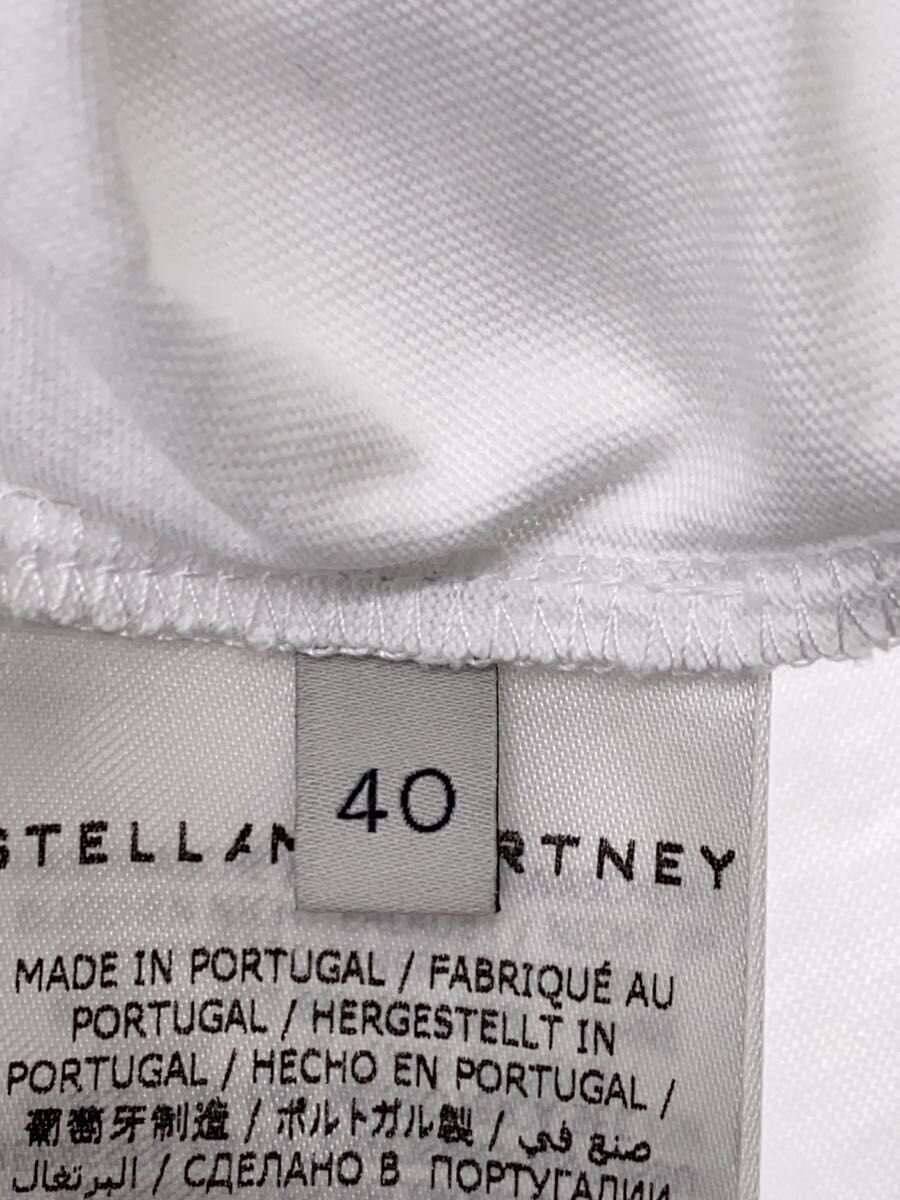 40
STELLA RTNEY
MADE IN PORTUGAL / FABRIQUÉ AU
PORTUGAL / HERGESTELLT IN
PORTUGAL / HECHO EN PORTUGAL /
葡萄牙制造 / ポルトガル製 / صنع في
البرتغال / СДЕЛАНО В ПОРТУГАЛИИ